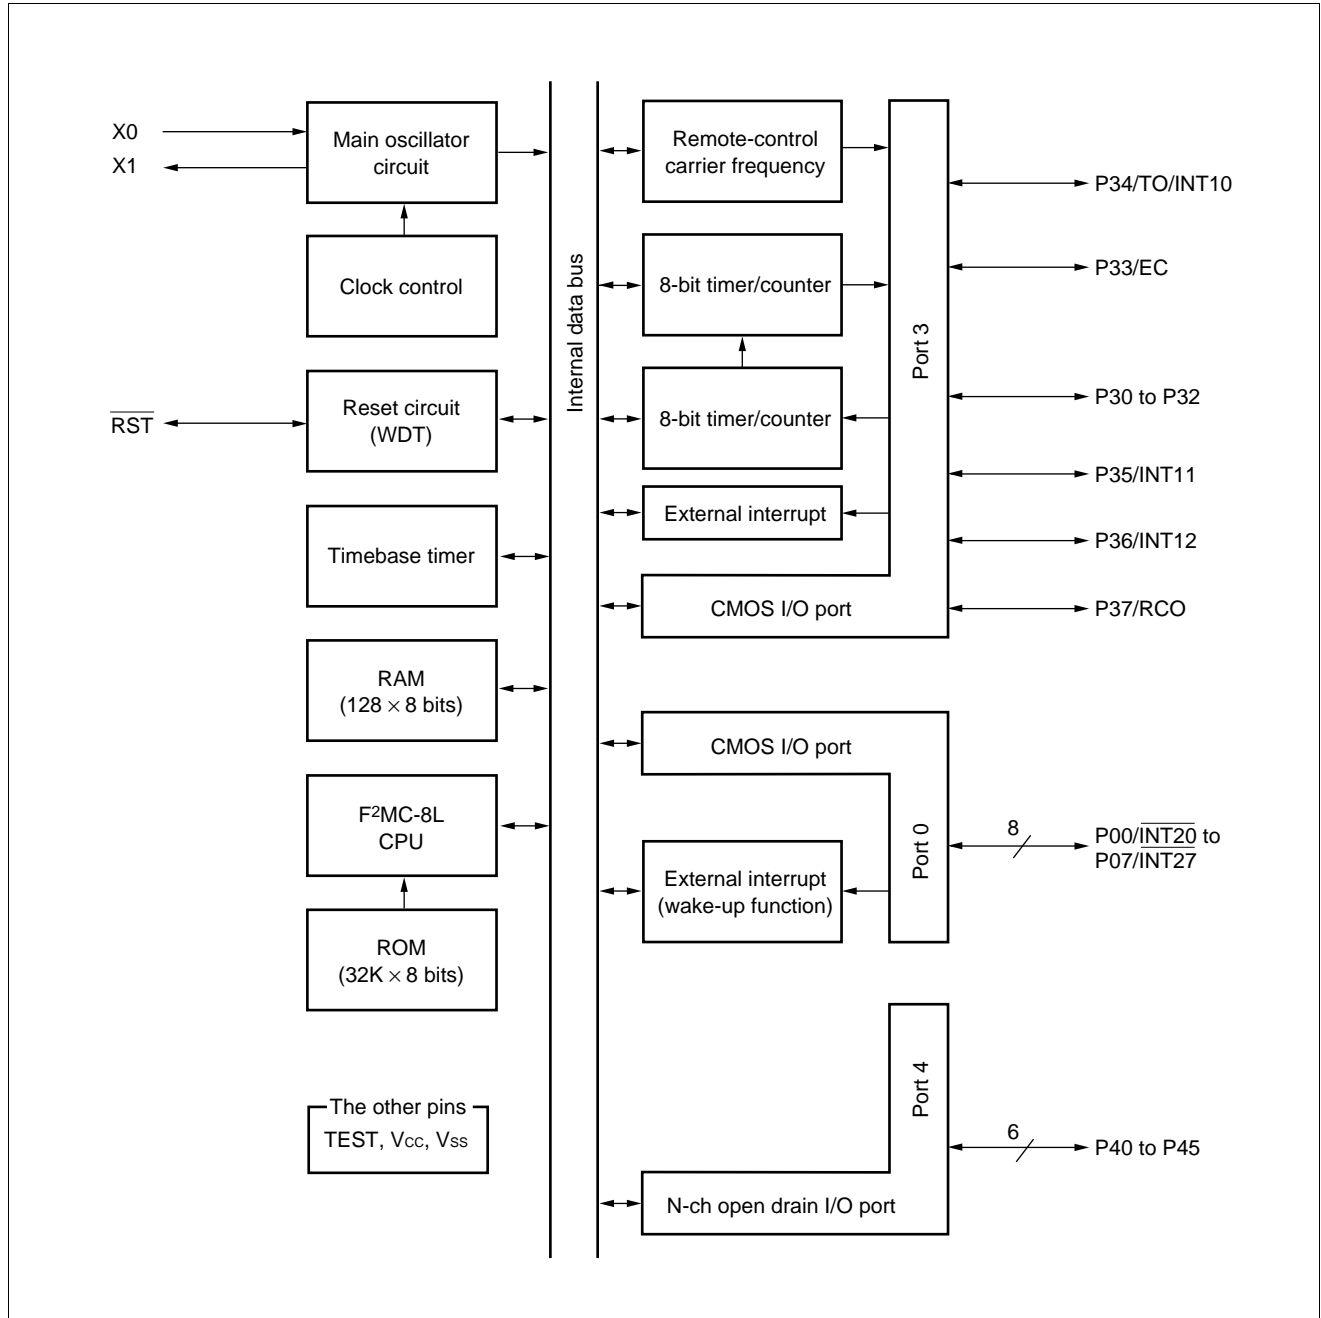 X0
X1
Main oscillator
circuit
Clock control
RST
Reset circuit
(WDT)
Timebase timer
RAM
(128 × 8 bits)
F²MC-8L
CPU
ROM
(32K × 8 bits)
The other pins
TEST, VCC, VSS
Internal data bus
Remote-control
carrier frequency
8-bit timer/counter
8-bit timer/counter
External interrupt
CMOS I/O port
Port 3
P34/TO/INT10
P33/EC
P30 to P32
P35/INT11
P36/INT12
P37/RCO
CMOS I/O port
External interrupt
(wake-up function)
Port 0
8
P00/INT20 to
P07/INT27
Port 4
N-ch open drain I/O port
6
P40 to P45